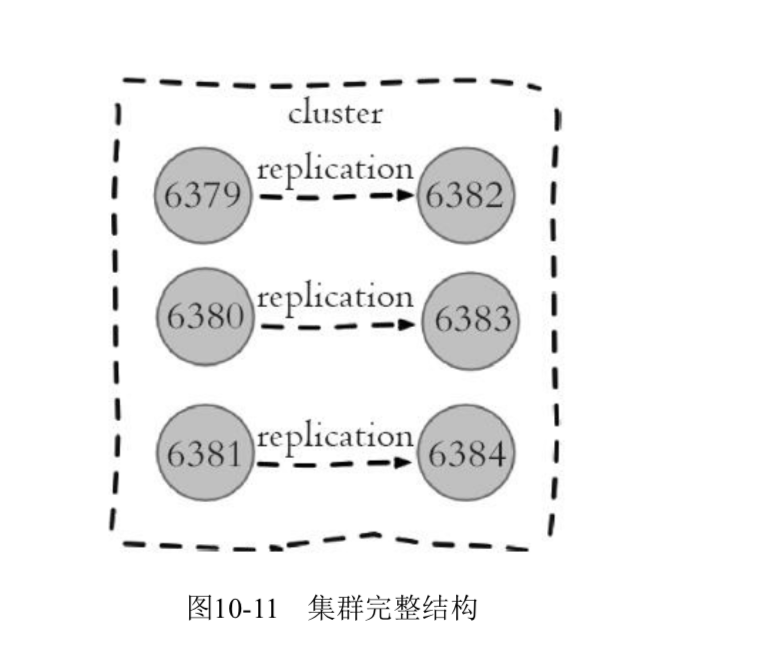 cluster
replication
6379 6382
replication
6380 6383
replication
6381 6384
图10-11 集群完整结构